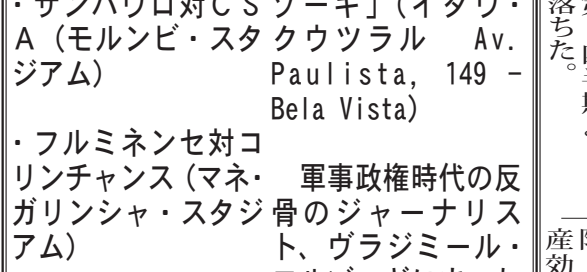 ・サンパウロ対CS
A（モルンビ・スタ
ジアム）
・フルミネンセ対コ
リンチャンス（マネ・
ガリンシャ・スタジ
アム）
ソーキ」（イタウ・
クウツラル　Av.
Paulista, 149 –
Bela Vista)
軍事政権時代の反
骨のジャーナリス
ト、ヴラジミール・
落ちた。